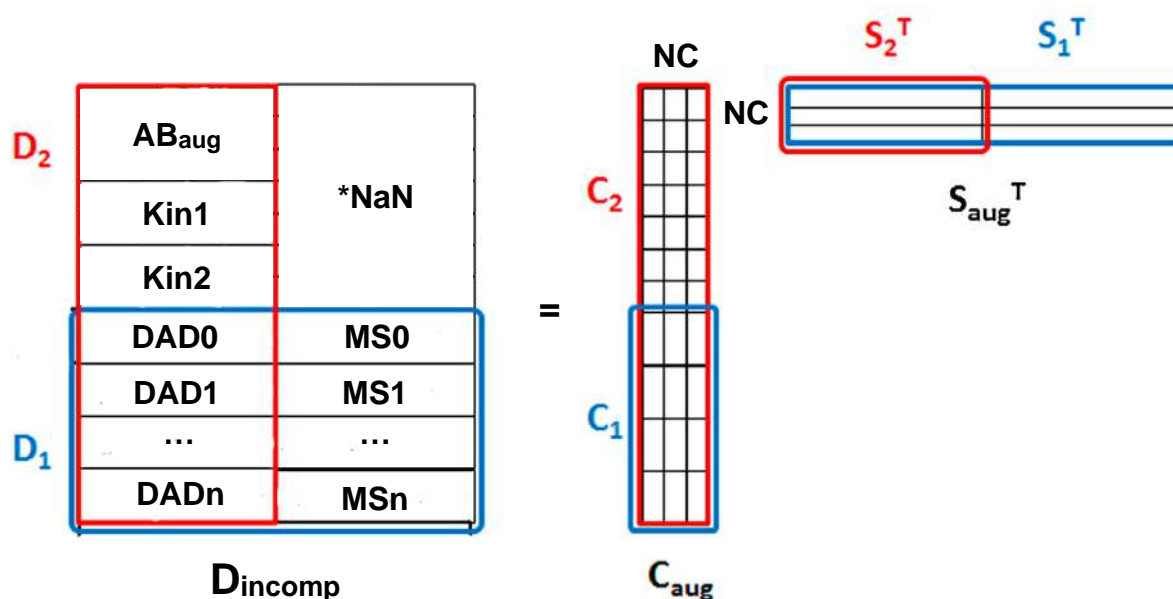 S₂ᵀ S₁ᵀ
NC
NC
D₂ ABaug *NaN
Kin1
Kin2
C₂ Saugᵀ
=
DAD0 MS0
DAD1 MS1
D₁ … …
DADn MSn
C₁
Dincomp Caug